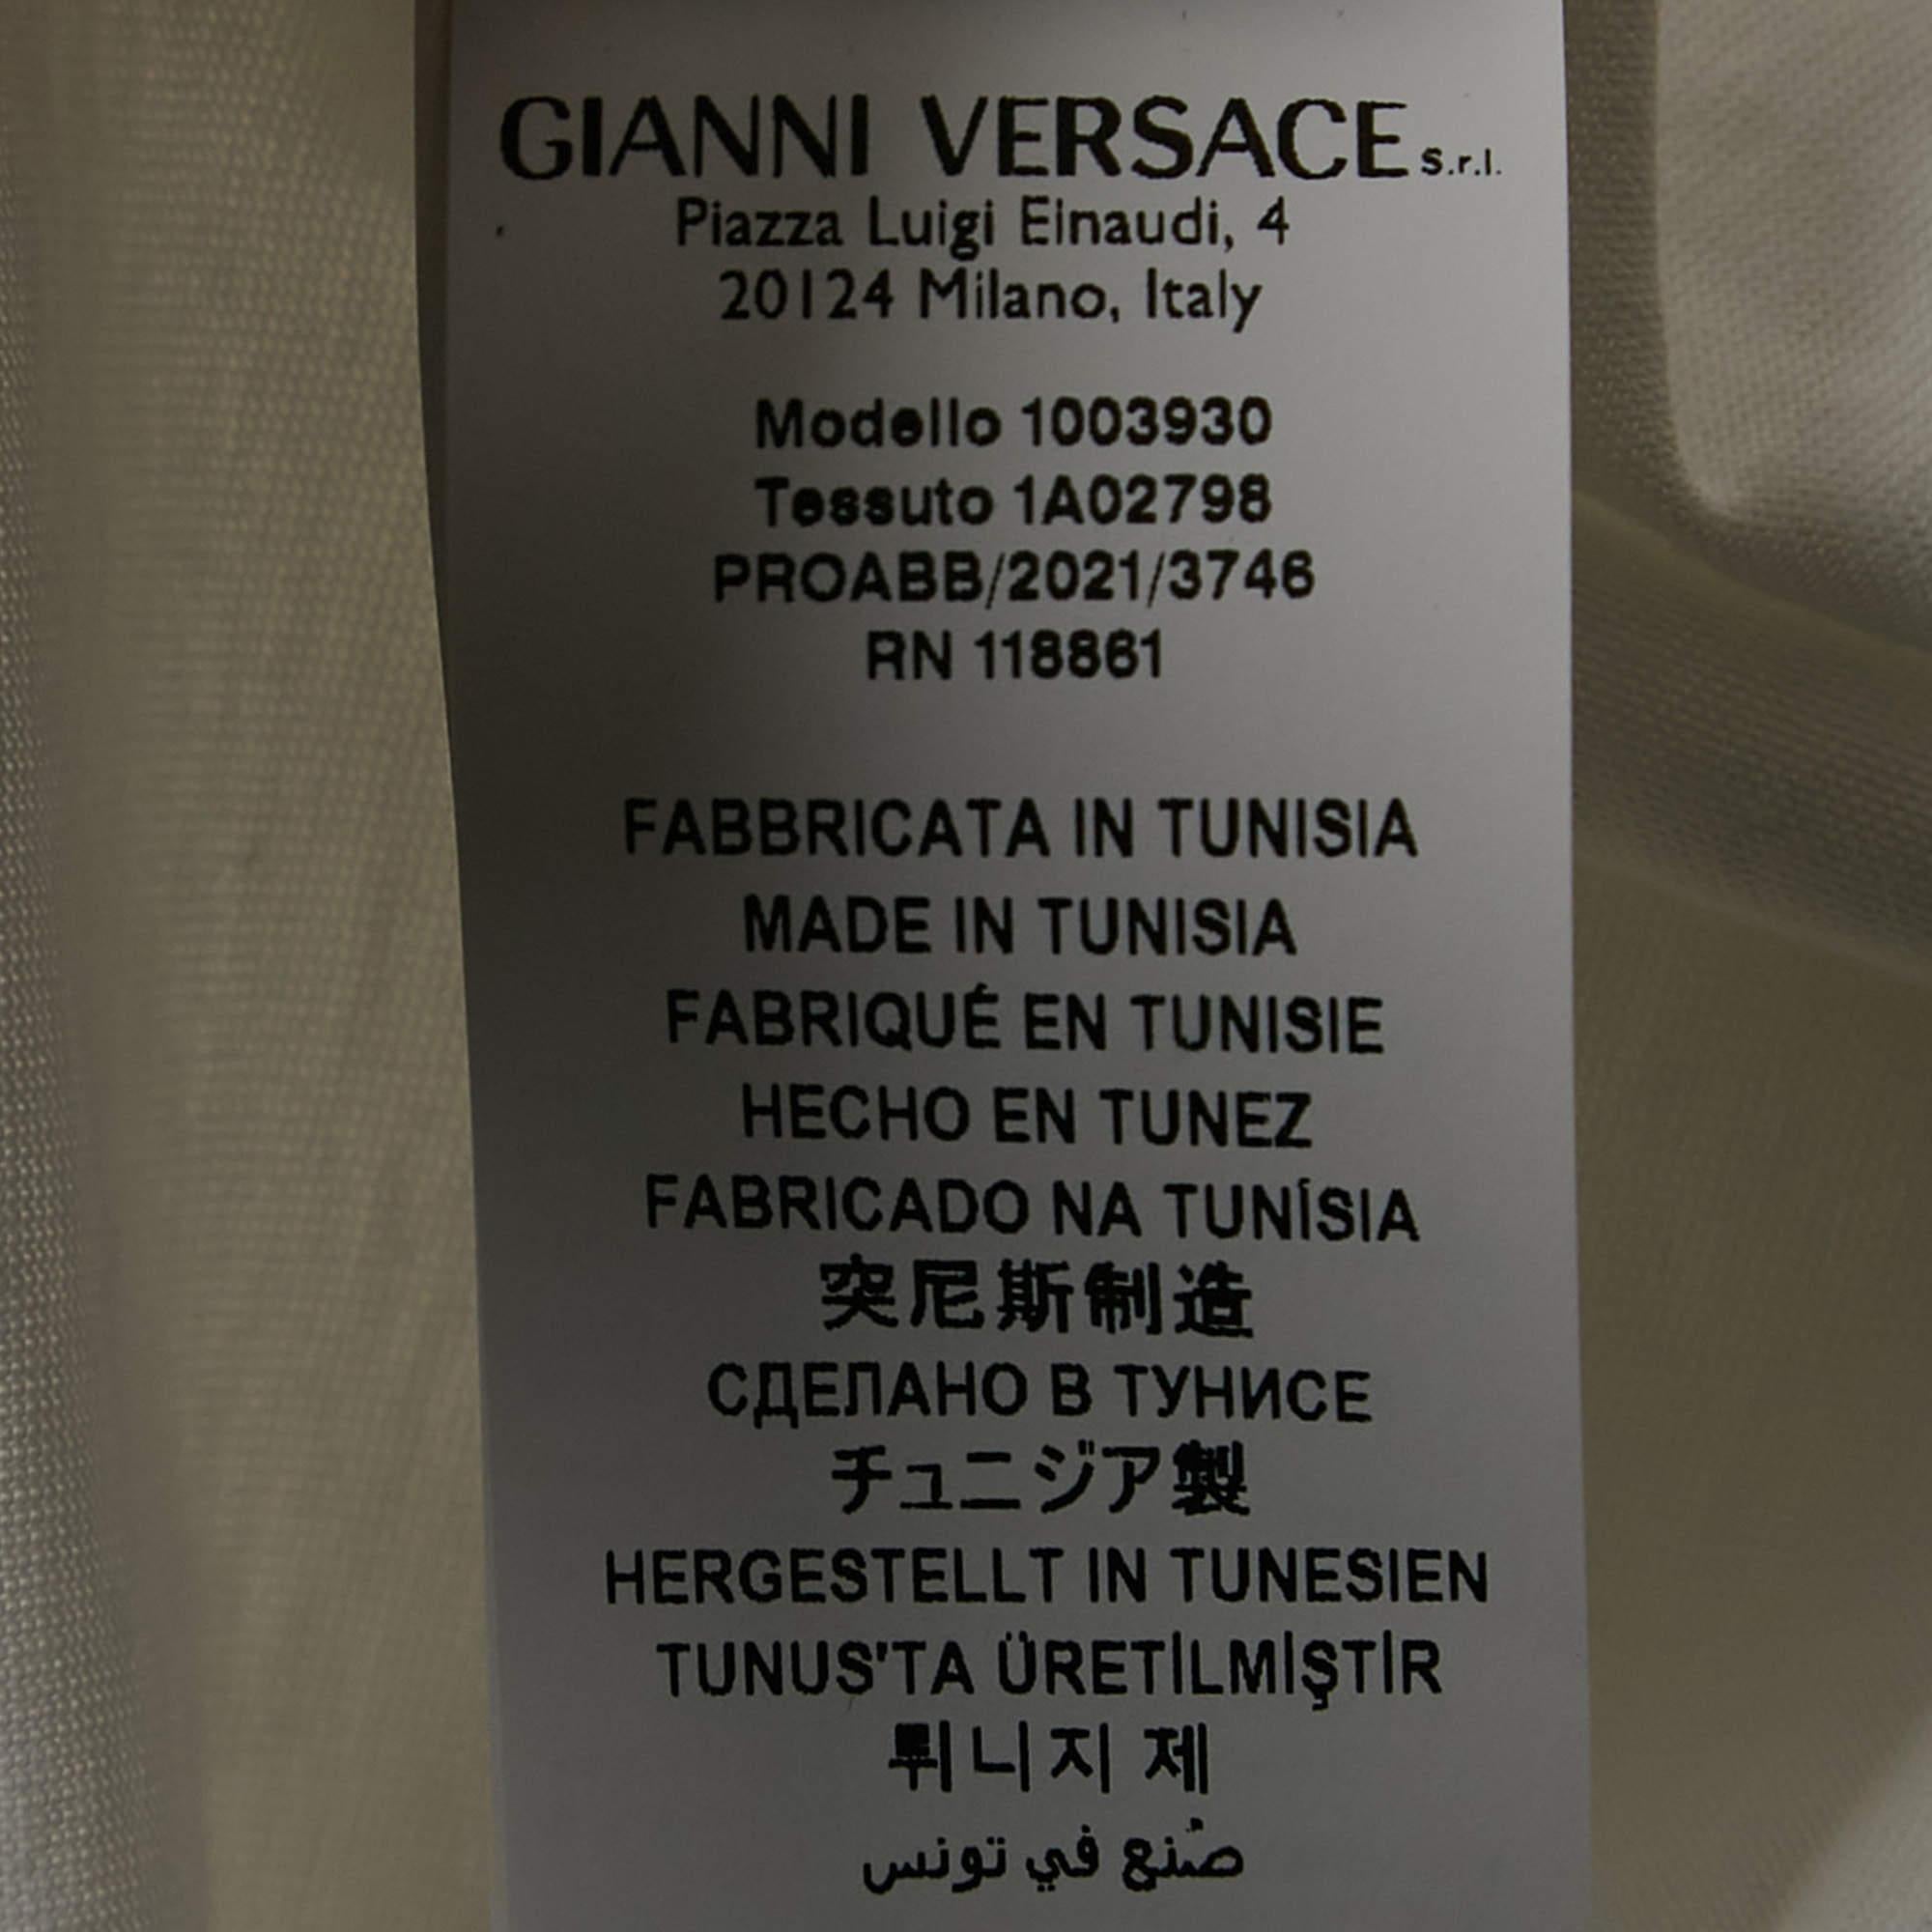 GIANNI VERSACE S.r.l.
Piazza Luigi Einaudi, 4
20124 Milano, Italy
Modello 1003930
Tessuto 1A02798
PROABB/2021/3746
RN 118861
FABBRICATA IN TUNISIA
MADE IN TUNISIA
FABRIQUÉ EN TUNISIE
HECHO EN TUNEZ
FABRICADO NA TUNÍSIA
突尼斯制造
СДЕЛАНО В ТУНИСЕ
チュニジア製
HERGESTELLT IN TUNESIEN
TUNUS'TA ÜRETİLMİŞTİR
튀니지 제
صُنع في تونس